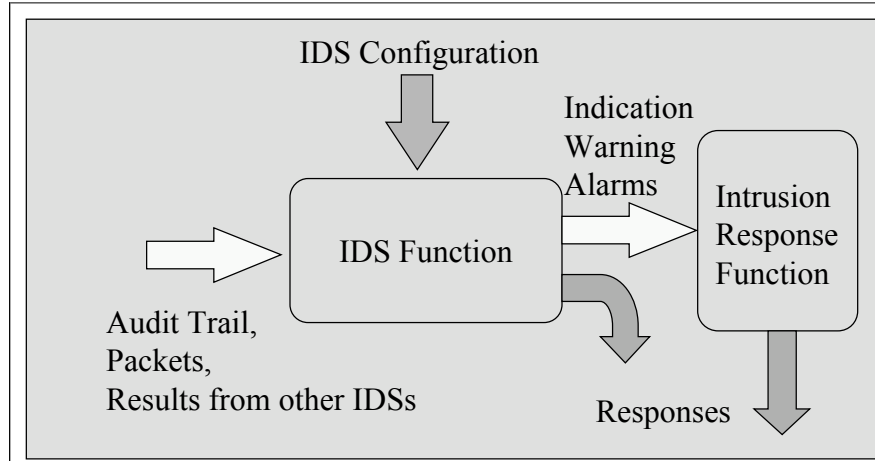 IDS Configuration
Indication
Warning
Alarms
Intrusion
Response
Function
IDS Function
Audit Trail,
Packets,
Results from other IDSs
Responses